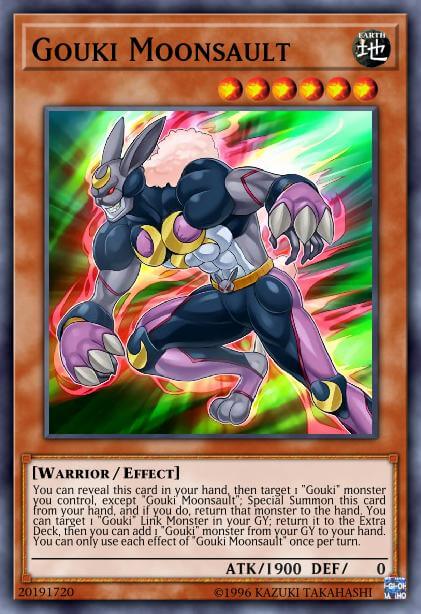 Gouki Moonsault
EARTH
地
[Warrior / Effect]
You can reveal this card in your hand, then target 1 "Gouki" monster
you control, except "Gouki Moonsault"; Special Summon this card
from your hand, and if you do, return that monster to the hand. You
can target 1 "Gouki" Link Monster in your GY; return it to the Extra
Deck, then you can add 1 "Gouki" monster from your GY to your hand.
You can only use each effect of "Gouki Moonsault" once per turn.
ATK/1900 DEF/ 0
20191720
©1996 KAZUKI TAKAHASHI